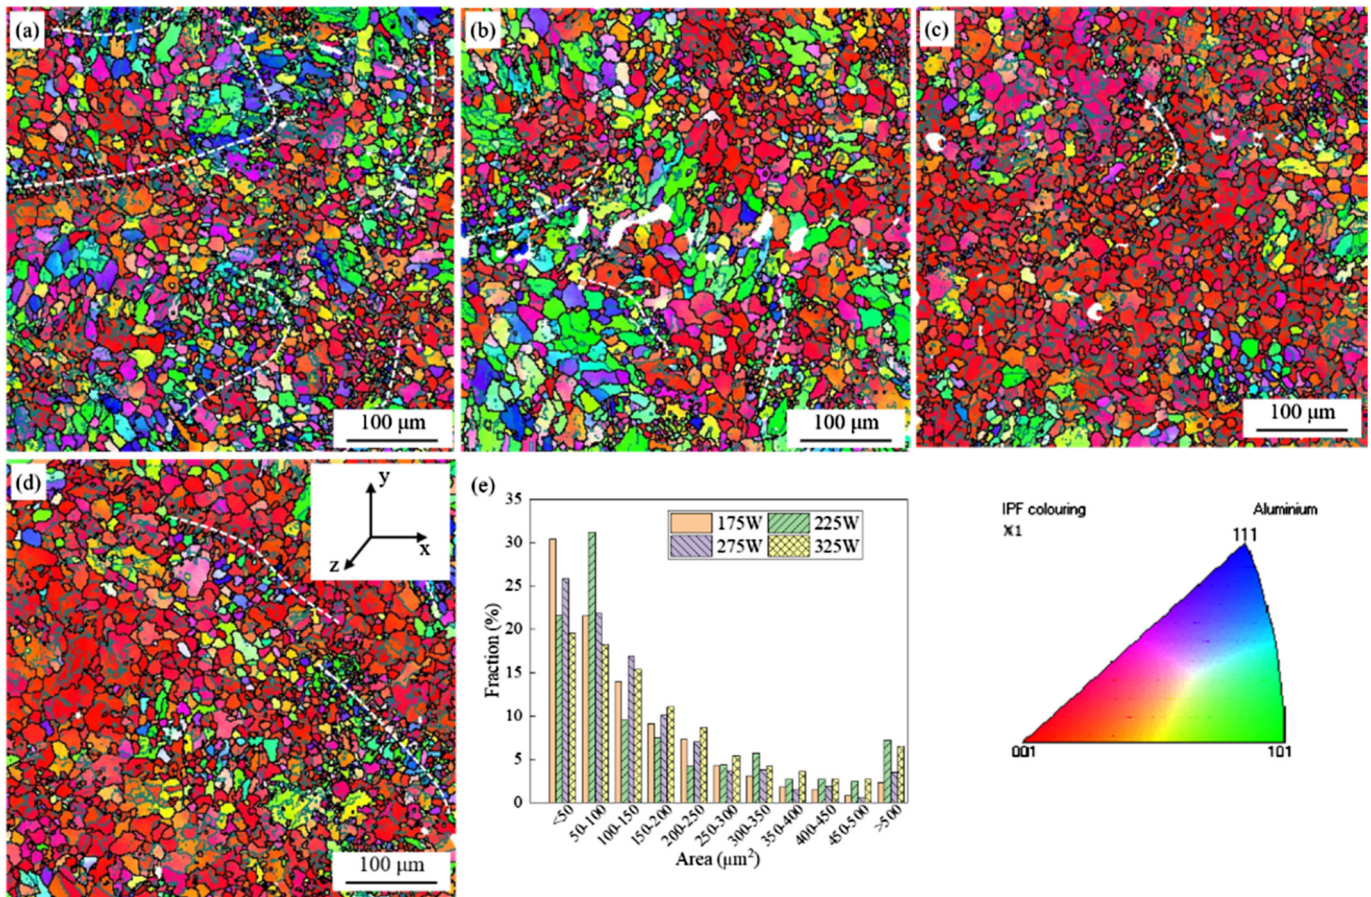 (a)
(b)
(c)
100 μm
100 μm
100 μm
(d)
y
x
z
100 μm
(e)
35
30
25
20
15
10
5
0
Fraction (%)
175W
225W
275W
325W
<50
50-100
100-150
150-200
200-250
250-300
300-350
350-400
400-450
450-500
>500
Area (μm²)
IPF colouring
Aluminium
X1
111
001
101